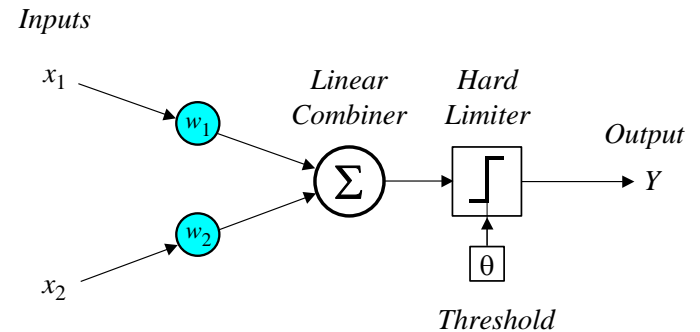 Inputs
x1
Linear
Combiner
Hard
Limiter
w1
Output
Σ
Y
w2
θ
x2
Threshold